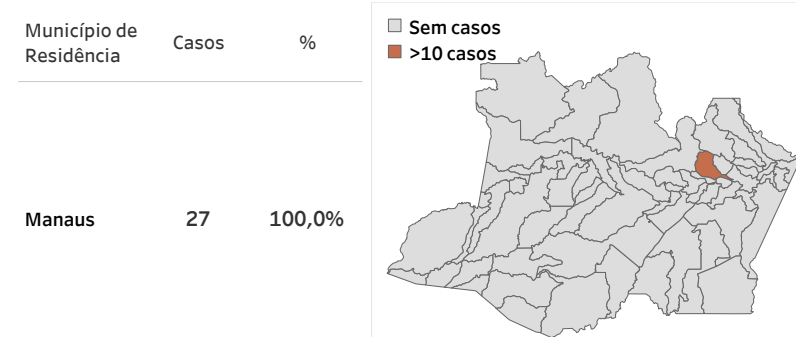 Município de
Residência
Casos
%
Manaus
27
100,0%
Sem casos
>10 casos